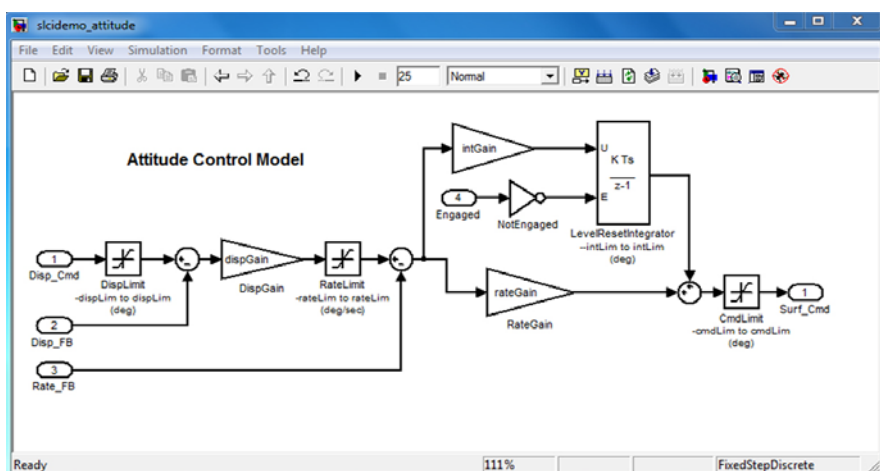 slcidemo_attitude
File Edit View Simulation Format Tools Help
25 Normal
Attitude Control Model
intGain
U
K Ts
z-1
E
4
Engaged
NotEngaged
LevelResetIntegrator
--intLim to intLim
(deg)
1
Disp_Cmd
DispLimit
-dispLim to dispLim
(deg)
dispGain
DispGain
RateLimit
-rateLim to rateLim
(deg/sec)
rateGain
RateGain
CmdLimit
-cmdLim to cmdLim
(deg)
1
Surf_Cmd
2
Disp_FB
3
Rate_FB
Ready 111% FixedStepDiscrete